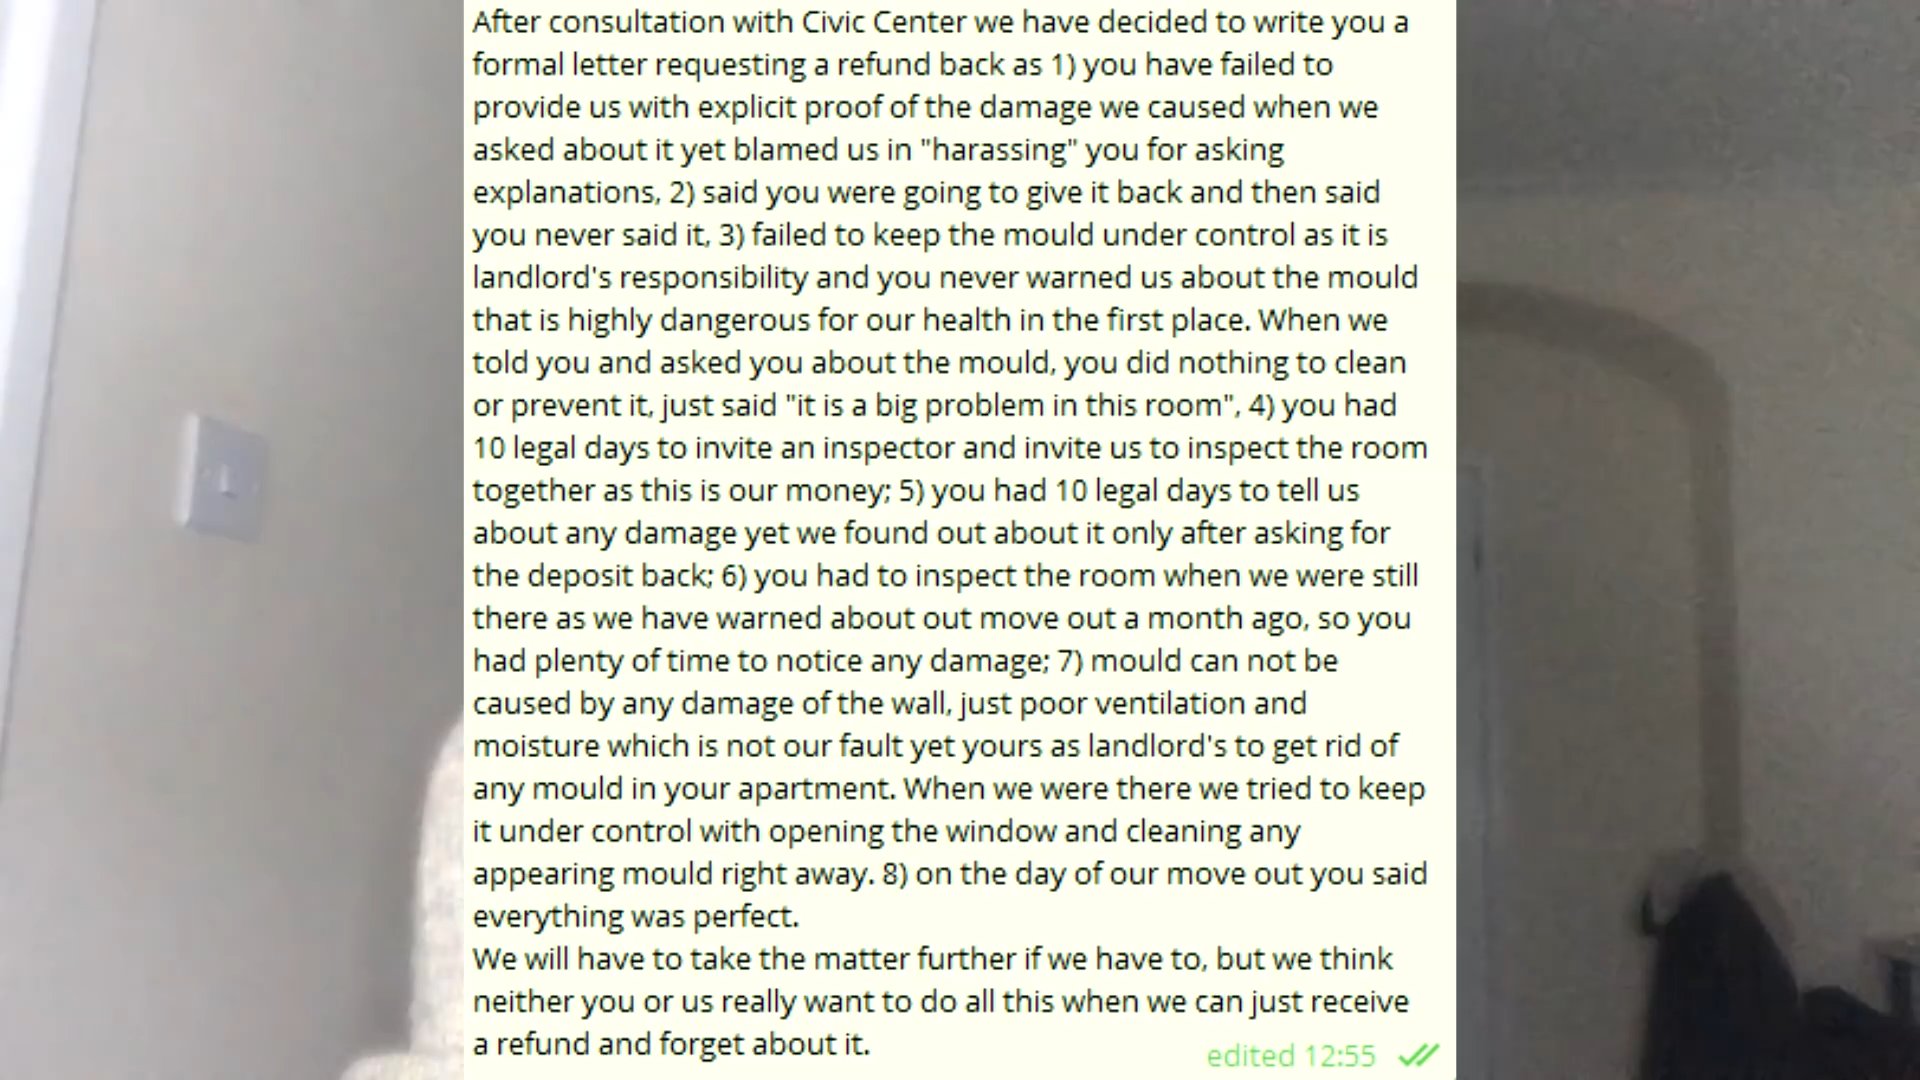 After consultation with Civic Center we have decided to write you a
formal letter requesting a refund back as 1) you have failed to
provide us with explicit proof of the damage we caused when we
asked about it yet blamed us in "harassing" you for asking
explanations, 2) said you were going to give it back and then said
you never said it, 3) failed to keep the mould under control as it is
landlord's responsibility and you never warned us about the mould
that is highly dangerous for our health in the first place. When we
told you and asked you about the mould, you did nothing to clean
or prevent it, just said "it is a big problem in this room", 4) you had
10 legal days to invite an inspector and invite us to inspect the room
together as this is our money; 5) you had 10 legal days to tell us
about any damage yet we found out about it only after asking for
the deposit back; 6) you had to inspect the room when we were still
there as we have warned about out move out a month ago, so you
had plenty of time to notice any damage; 7) mould can not be
caused by any damage of the wall, just poor ventilation and
moisture which is not our fault yet yours as landlord's to get rid of
any mould in your apartment. When we were there we tried to keep
it under control with opening the window and cleaning any
appearing mould right away. 8) on the day of our move out you said
everything was perfect.
We will have to take the matter further if we have to, but we think
neither you or us really want to do all this when we can just receive
a refund and forget about it.
edited 12:55